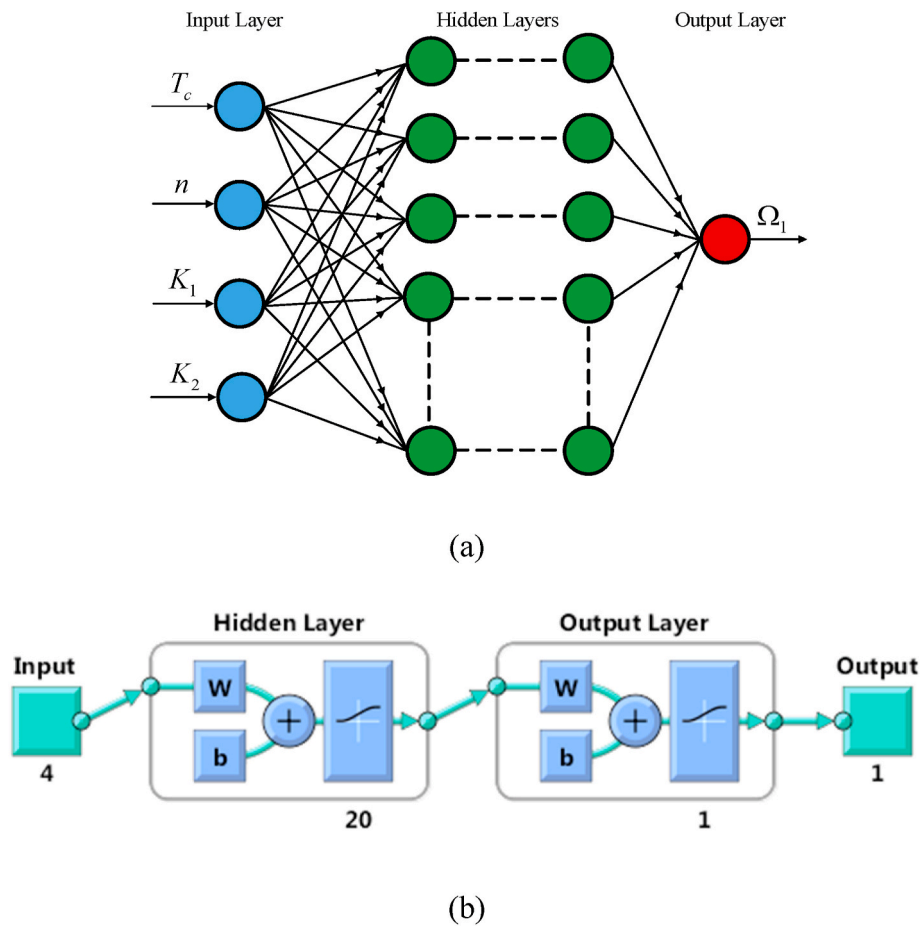 Input Layer Hidden Layers Output Layer
T_c
n
K_1
K_2
Ω_1
(a)
Hidden Layer Output Layer
Input Output
W W
+ +
b b
4 1
20 1
(b)